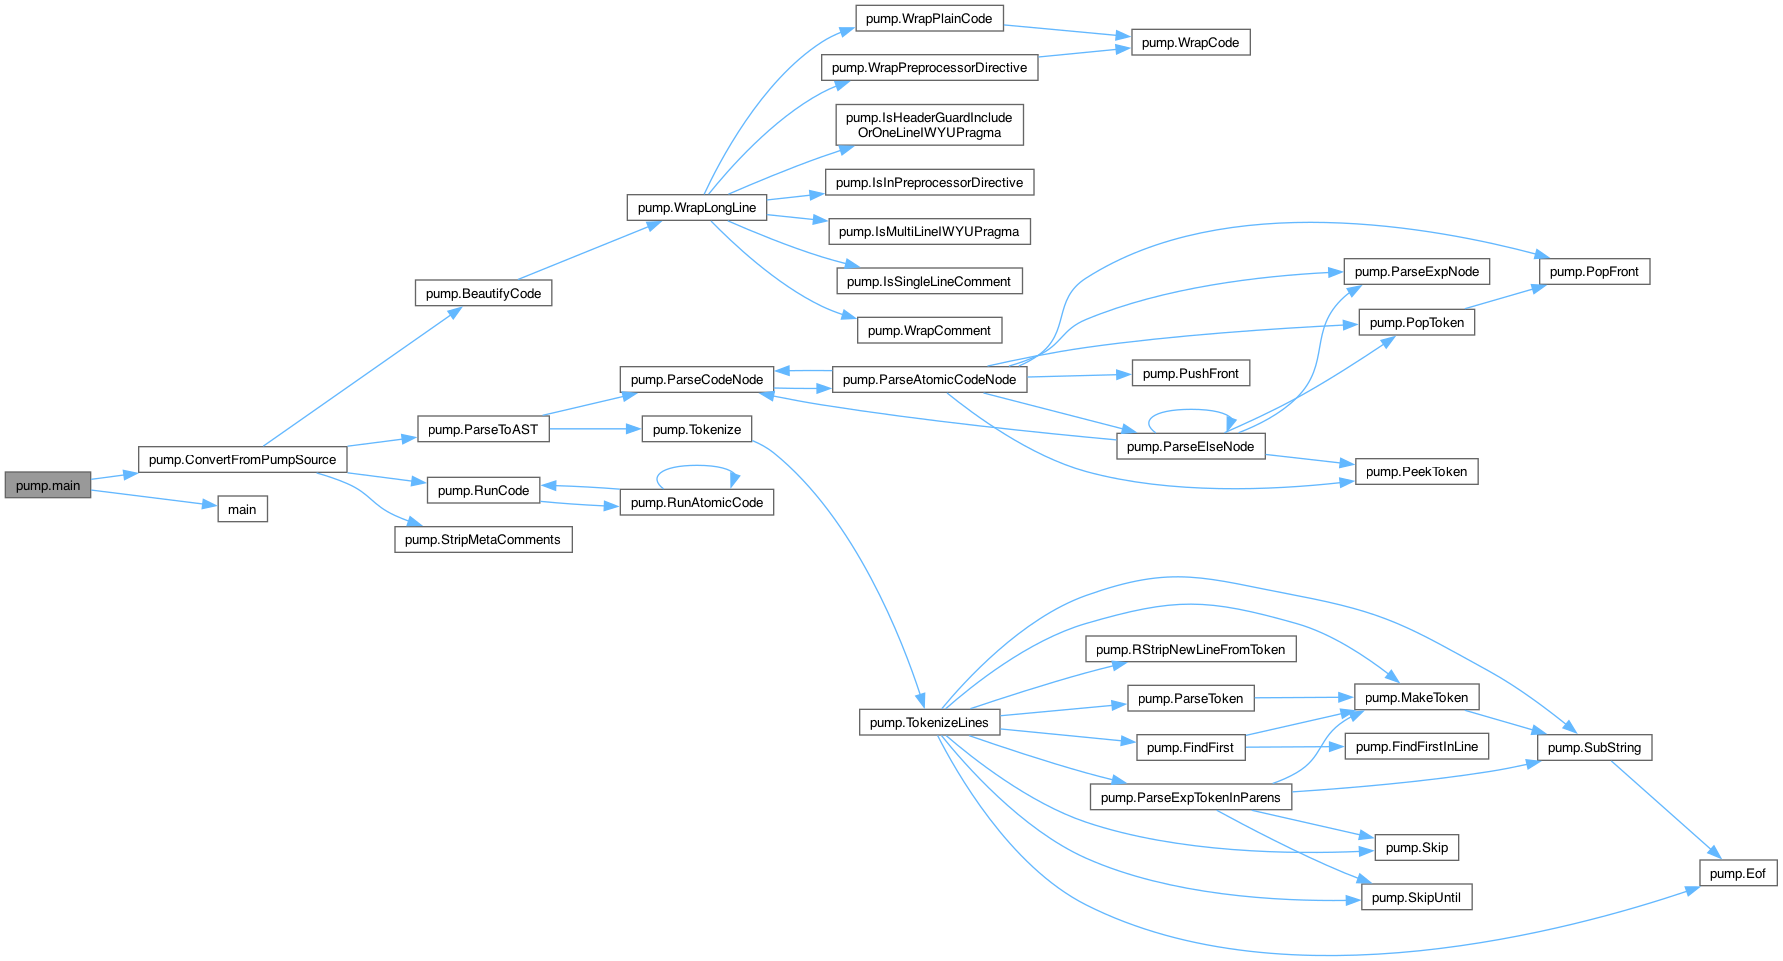 pump.WrapPlainCode
pump.WrapCode
pump.WrapPreprocessorDirective
pump.IsHeaderGuardInclude
OrOneLineIWYUPragma
pump.IsInPreprocessorDirective
pump.WrapLongLine
pump.IsMultiLineIWYUPragma
pump.IsSingleLineComment
pump.WrapComment
pump.BeautifyCode
pump.ParseExpNode
pump.PopFront
pump.PopToken
pump.ParseCodeNode
pump.ParseAtomicCodeNode
pump.PushFront
pump.ParseToAST
pump.Tokenize
pump.ParseElseNode
pump.PeekToken
pump.ConvertFromPumpSource
pump.main
main
pump.RunCode
pump.RunAtomicCode
pump.StripMetaComments
pump.RStripNewLineFromToken
pump.ParseToken
pump.MakeToken
pump.TokenizeLines
pump.FindFirst
pump.FindFirstInLine
pump.SubString
pump.ParseExpTokenInParens
pump.Skip
pump.SkipUntil
pump.Eof